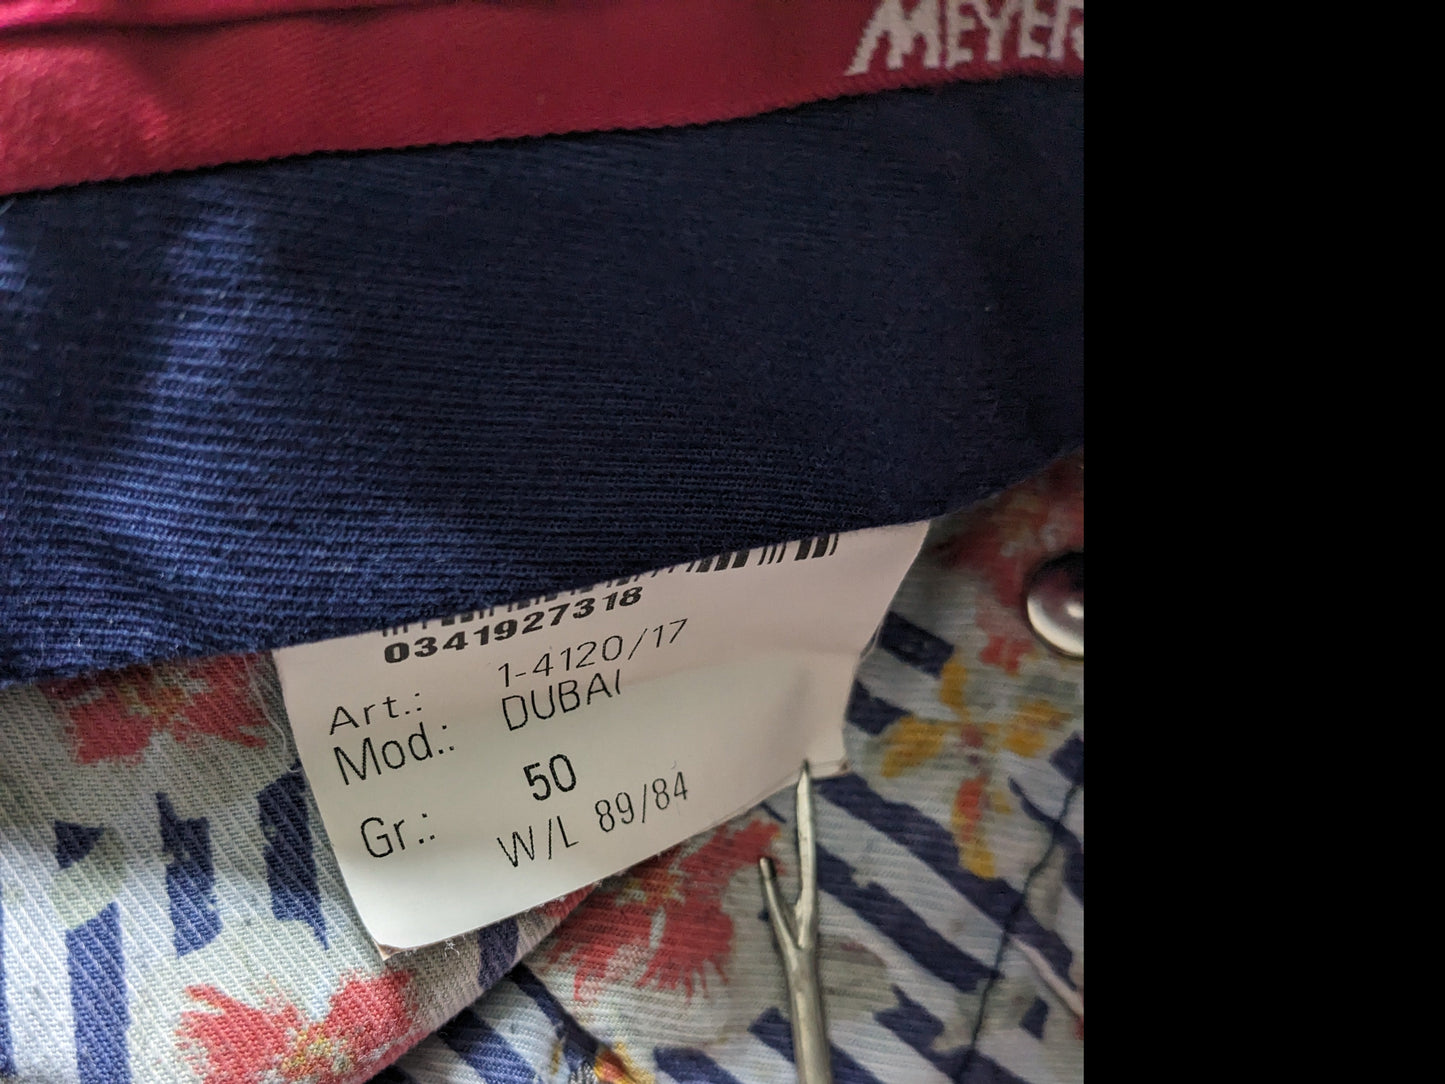 MEYER
0341927318
Art.: 1-4120/17
Mod.: DUBAI
Gr.: 50
W/L 89/84